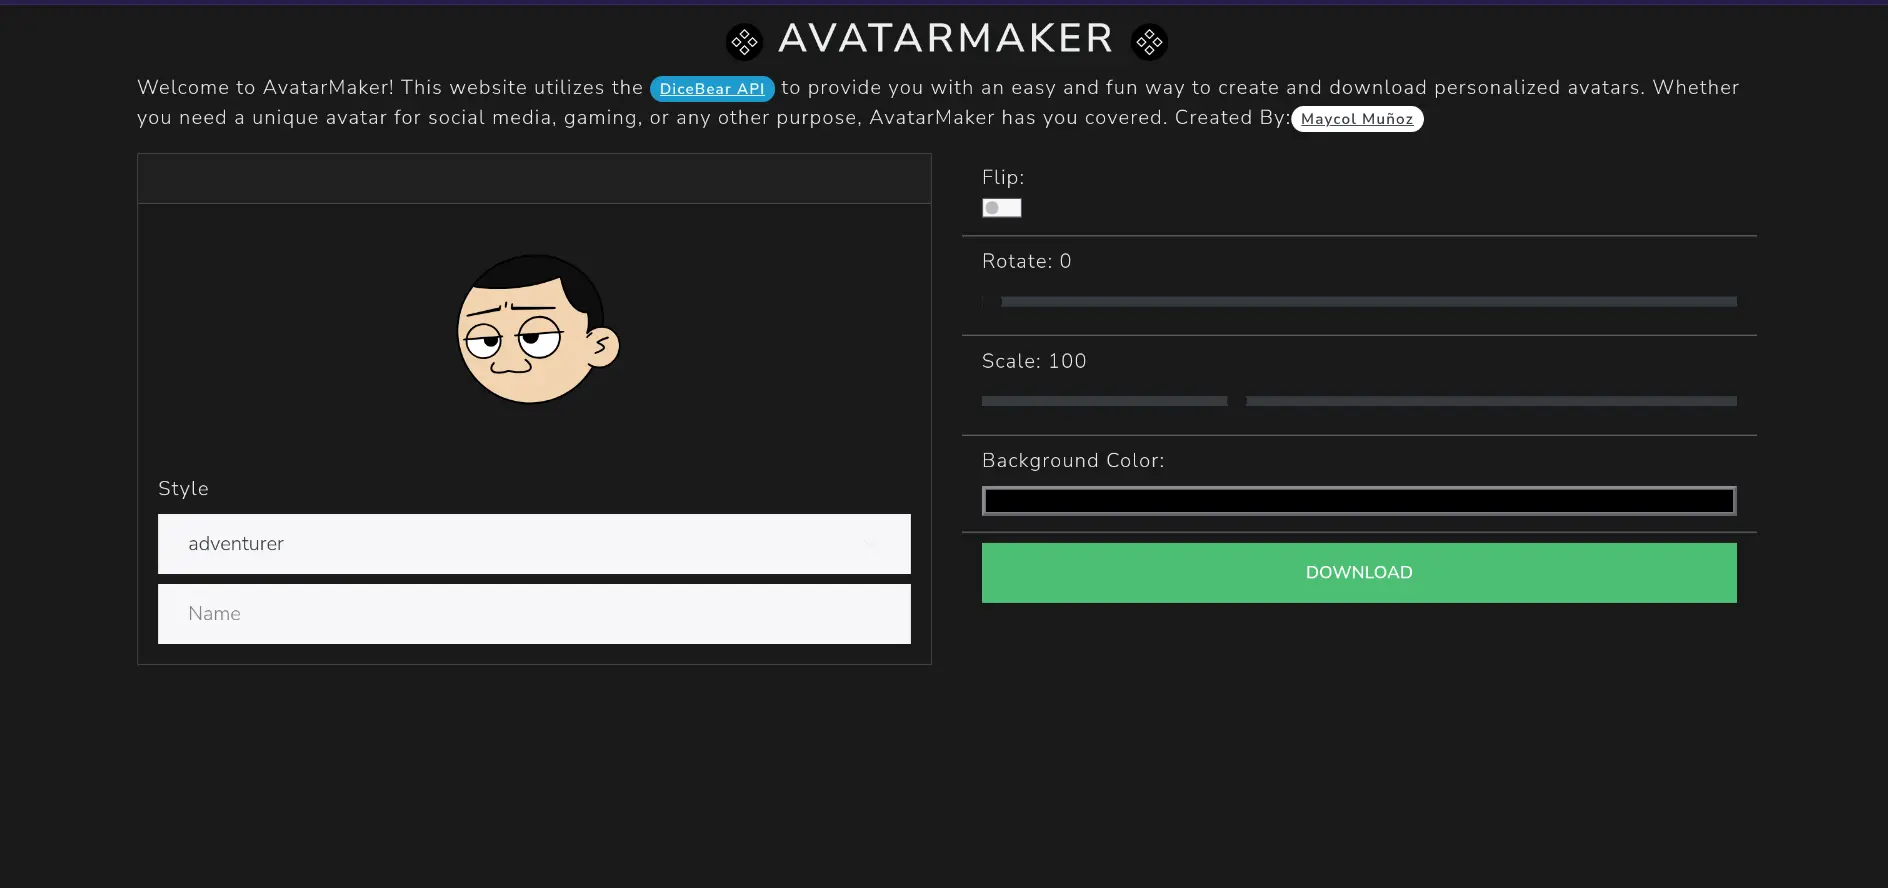 AVATARMAKER
Welcome to AvatarMaker! This website utilizes the DiceBear API to provide you with an easy and fun way to create and download personalized avatars. Whether
you need a unique avatar for social media, gaming, or any other purpose, AvatarMaker has you covered. Created By: Maycol Muñoz
Style
adventurer
Name
Flip:
Rotate: 0
Scale: 100
Background Color:
DOWNLOAD